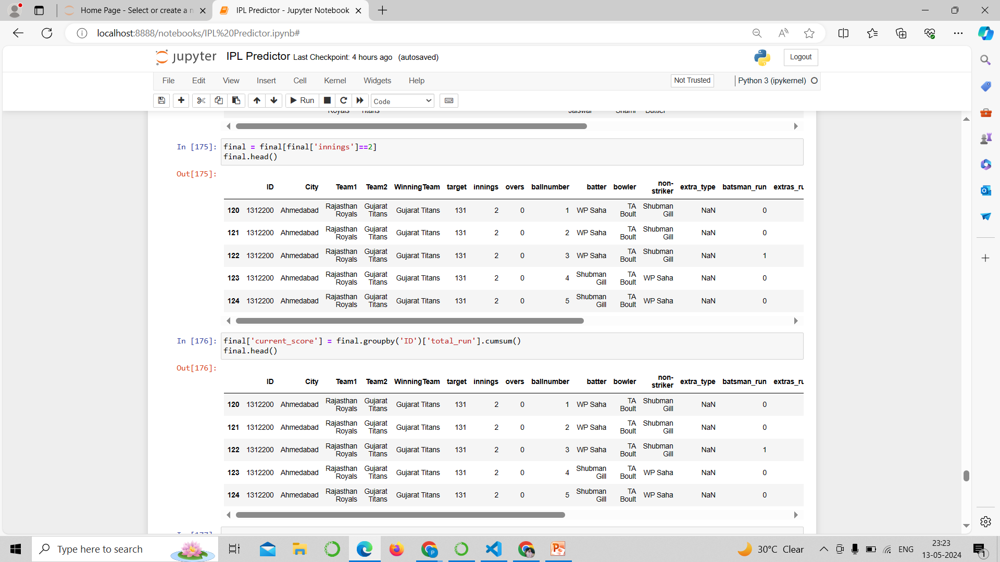 Home Page - Select or create a n
IPL Predictor - Jupyter Notebook
localhost:8888/notebooks/IPL%20Predictor.ipynb#
jupyter IPL Predictor Last Checkpoint: 4 hours ago (autosaved)
Logout
File Edit View Insert Cell Kernel Widgets Help
Not Trusted
Python 3 (ipykernel)
Run
Code
Royals Titans Jaiswal Shami Buttler
In [175]:
final = final[final['innings']==2]
final.head()
Out[175]:
ID City Team1 Team2 WinningTeam target innings overs ballnumber batter bowler non-striker extra_type batsman_run extras_ru
120 1312200 Ahmedabad Rajasthan Royals Gujarat Titans Gujarat Titans 131 2 0 1 WP Saha TA Boult Shubman Gill NaN 0
121 1312200 Ahmedabad Rajasthan Royals Gujarat Titans Gujarat Titans 131 2 0 2 WP Saha TA Boult Shubman Gill NaN 0
122 1312200 Ahmedabad Rajasthan Royals Gujarat Titans Gujarat Titans 131 2 0 3 WP Saha TA Boult Shubman Gill NaN 1
123 1312200 Ahmedabad Rajasthan Royals Gujarat Titans Gujarat Titans 131 2 0 4 Shubman Gill TA Boult WP Saha NaN 0
124 1312200 Ahmedabad Rajasthan Royals Gujarat Titans Gujarat Titans 131 2 0 5 Shubman Gill TA Boult WP Saha NaN 0
In [176]:
final['current_score'] = final.groupby('ID')['total_run'].cumsum()
final.head()
Out[176]:
ID City Team1 Team2 WinningTeam target innings overs ballnumber batter bowler non-striker extra_type batsman_run extras_ru
120 1312200 Ahmedabad Rajasthan Royals Gujarat Titans Gujarat Titans 131 2 0 1 WP Saha TA Boult Shubman Gill NaN 0
121 1312200 Ahmedabad Rajasthan Royals Gujarat Titans Gujarat Titans 131 2 0 2 WP Saha TA Boult Shubman Gill NaN 0
122 1312200 Ahmedabad Rajasthan Royals Gujarat Titans Gujarat Titans 131 2 0 3 WP Saha TA Boult Shubman Gill NaN 1
123 1312200 Ahmedabad Rajasthan Royals Gujarat Titans Gujarat Titans 131 2 0 4 Shubman Gill TA Boult WP Saha NaN 0
124 1312200 Ahmedabad Rajasthan Royals Gujarat Titans Gujarat Titans 131 2 0 5 Shubman Gill TA Boult WP Saha NaN 0
In [177]
Type here to search
30°C Clear
ENG
23:23
13-05-2024
1